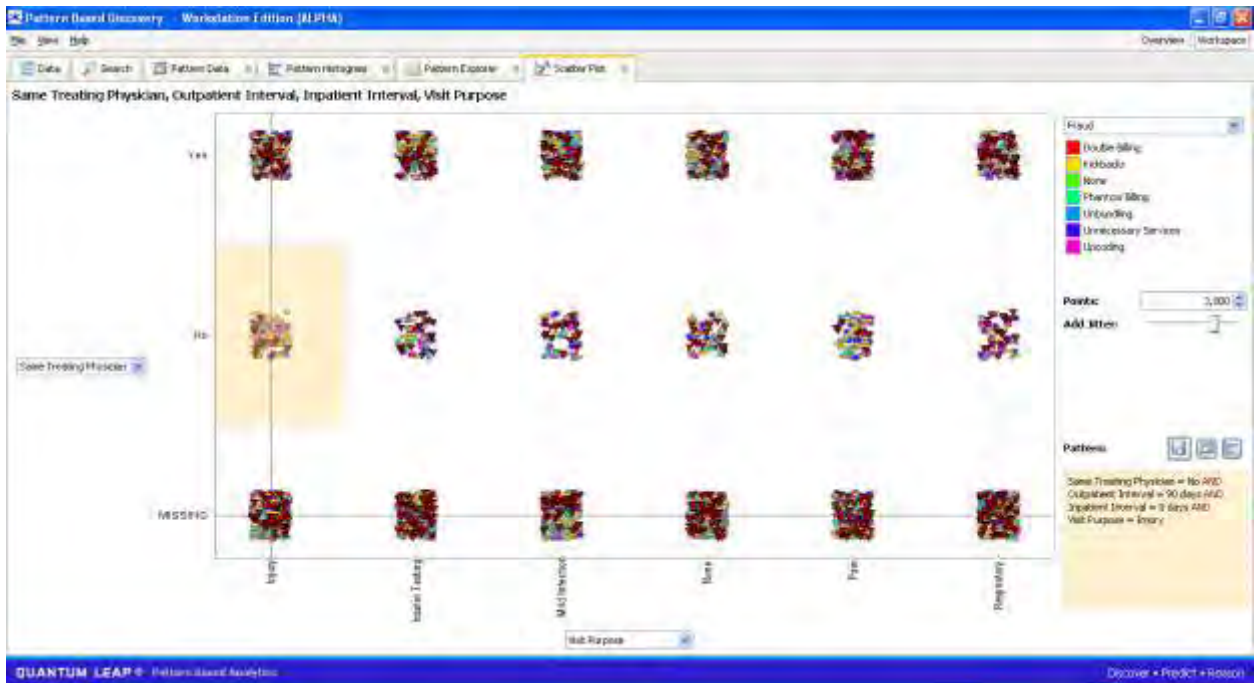 Pattern Based Discovery - Workstation Edition (ALPHA)
File View Help
Overview Workspace
Data Search Pattern Data Pattern Histogram Pattern Explorer Scatter Plot
Same Treating Physician, Outpatient Interval, Inpatient Interval, Visit Purpose
Yes
No
MISSING
Same Treating Physician
Injury
Mild Infection
None
Pain
Respiratory
Visit Purpose
Fraud
Double Billing
Kickbacks
None
Phantom Billing
Unbundling
Unnecessary Services
Upcoding
Points:
Add Jitter:
Pattern:
Same Treating Physician = No AND
Outpatient Interval = 90 days AND
Inpatient Interval = 0 days AND
Visit Purpose = Injury
QUANTUM LEAP Pattern Based Analytics
Discover • Predict • Reason